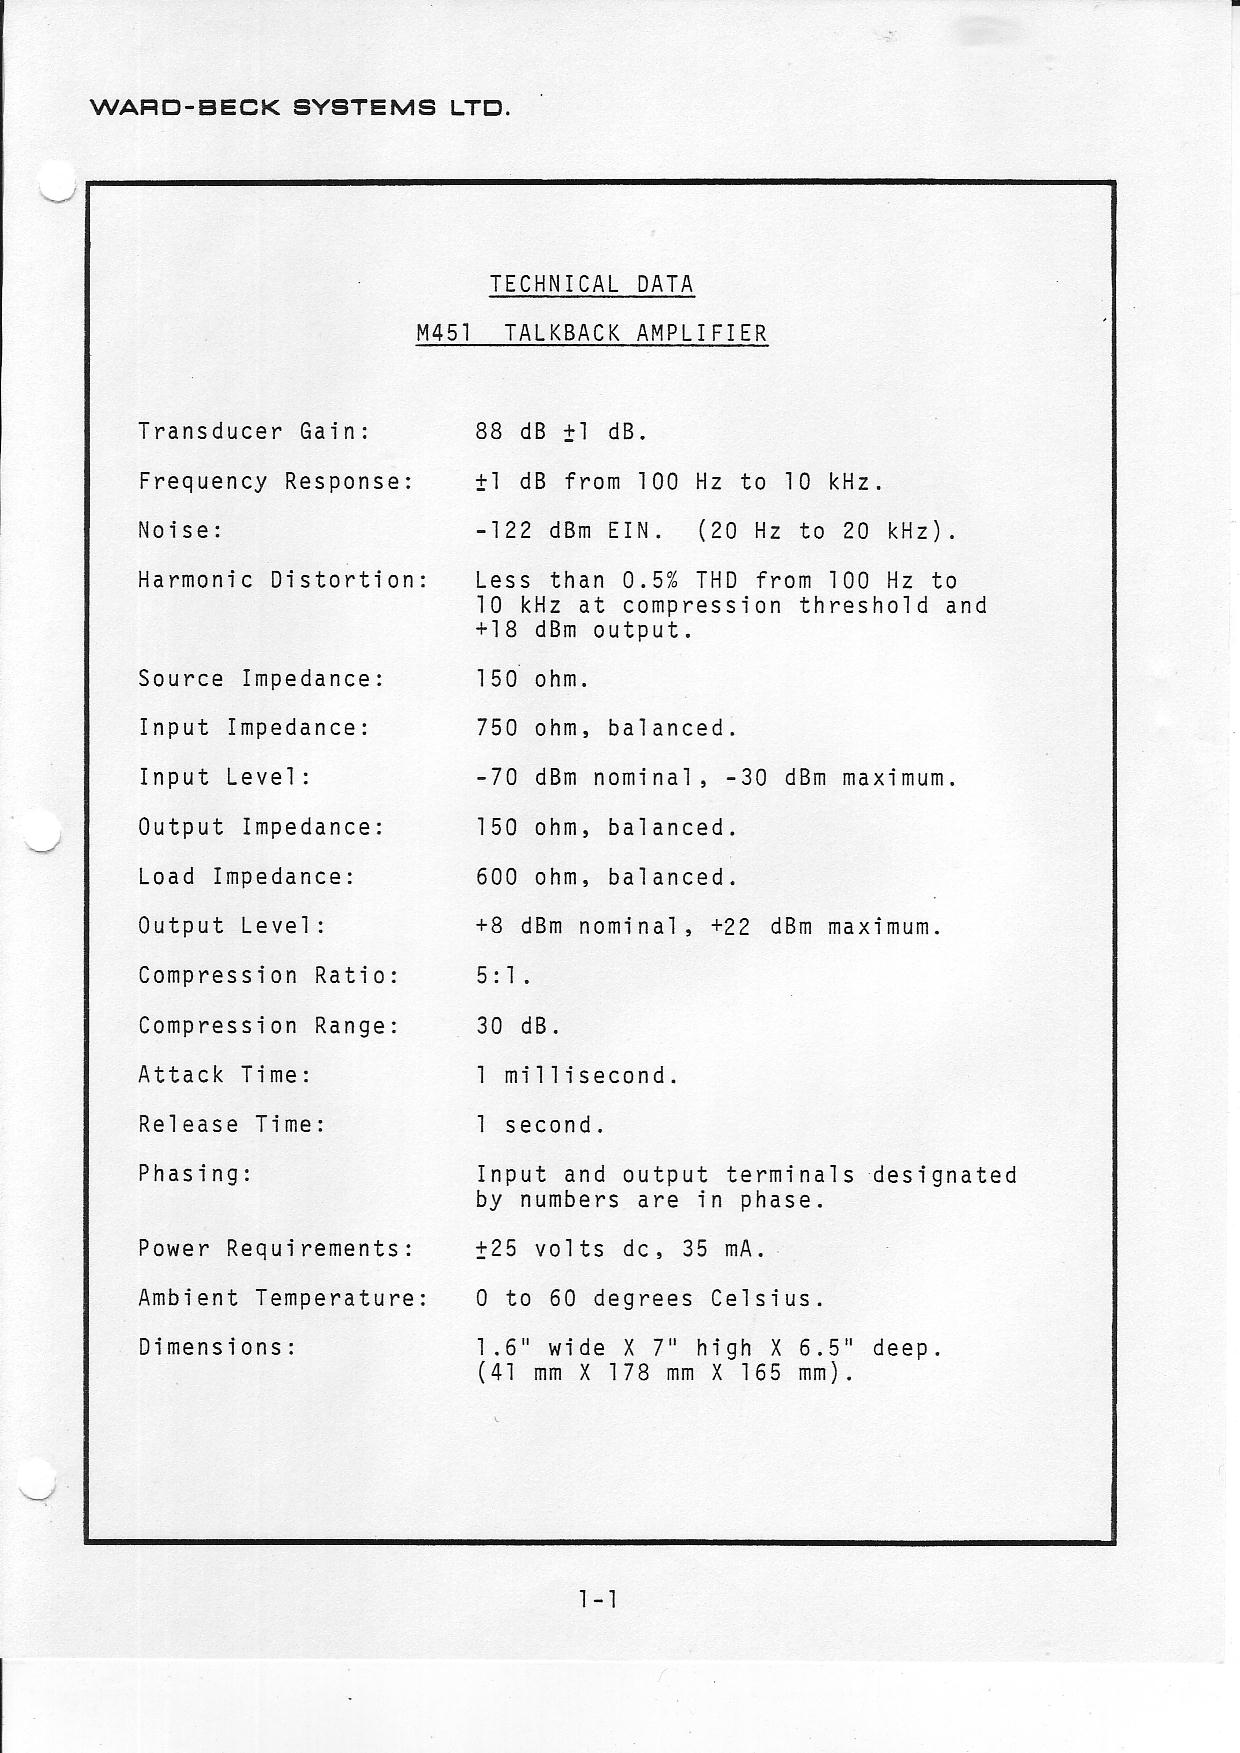 WARD-BECK SYSTEMS LTD.
TECHNICAL DATA
M451 TALKBACK AMPLIFIER
Transducer Gain: 88 dB ±1 dB.
Frequency Response: ±1 dB from 100 Hz to 10 kHz.
Noise: -122 dBm EIN. (20 Hz to 20 kHz).
Harmonic Distortion: Less than 0.5% THD from 100 Hz to
10 kHz at compression threshold and
+18 dBm output.
Source Impedance: 150 ohm.
Input Impedance: 750 ohm, balanced.
Input Level: -70 dBm nominal, -30 dBm maximum.
Output Impedance: 150 ohm, balanced.
Load Impedance: 600 ohm, balanced.
Output Level: +8 dBm nominal, +22 dBm maximum.
Compression Ratio: 5:1.
Compression Range: 30 dB.
Attack Time: 1 millisecond.
Release Time: 1 second.
Phasing: Input and output terminals designated
by numbers are in phase.
Power Requirements: ±25 volts dc, 35 mA.
Ambient Temperature: 0 to 60 degrees Celsius.
Dimensions: 1.6" wide X 7" high X 6.5" deep.
(41 mm X 178 mm X 165 mm).
1-1